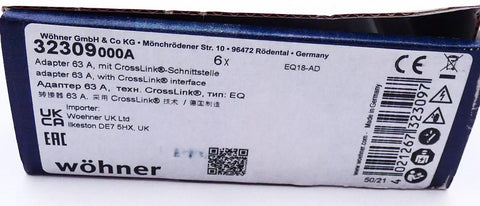 Wöhner GmbH & Co KG • Mönchrödener Str. 10 • 96472 Rödental • Germany
32309000A
6x
EQ18-AD
Adapter 63 A, mit CrossLink®-Schnittstelle
adapter 63 A, with CrossLink® interface
Адаптер 63 А, техн. CrossLink®, тип: EQ
转接器 63 A, 采用 CrossLink® 技术 / 德国制造
UK CA
Importer:
Woehner UK Ltd
Ilkeston DE7 5HX, UK
EAC
wöhner
Made in Germany
CE
50/21
4 021267 323097